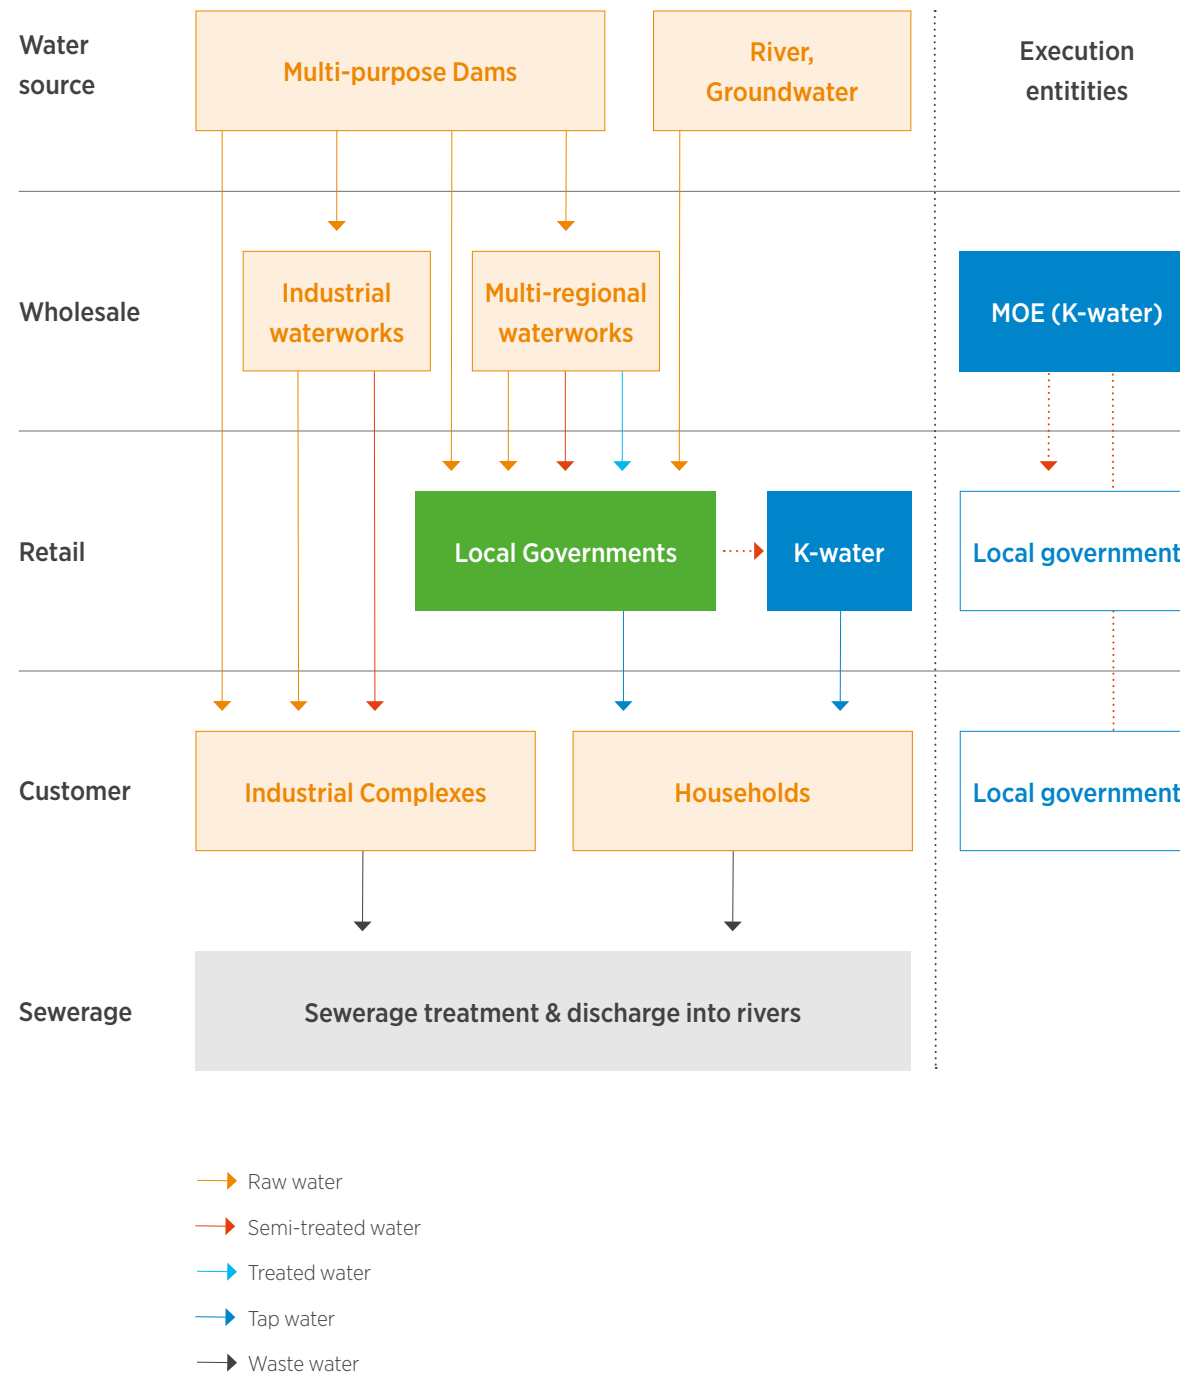 Water
source
Multi-purpose Dams
River,
Groundwater
Execution
entitities
Wholesale
Industrial
waterworks
Multi-regional
waterworks
MOE (K-water)
Retail
Local Governments
K-water
Local government
Customer
Industrial Complexes
Households
Local government
Sewerage
Sewerage treatment & discharge into rivers
Raw water
Semi-treated water
Treated water
Tap water
Waste water